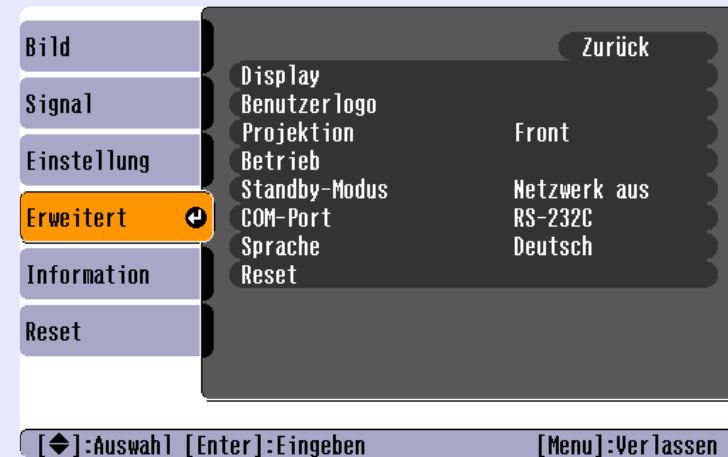 Bild
Signal
Einstellung
Erweitert
Information
Reset
Zurück
Display
Benutzerlogo
Projektion Front
Betrieb
Standby-Modus Netzwerk aus
COM-Port RS-232C
Sprache Deutsch
Reset
[◆]:Auswahl [Enter]:Eingeben [Menu]:Verlassen